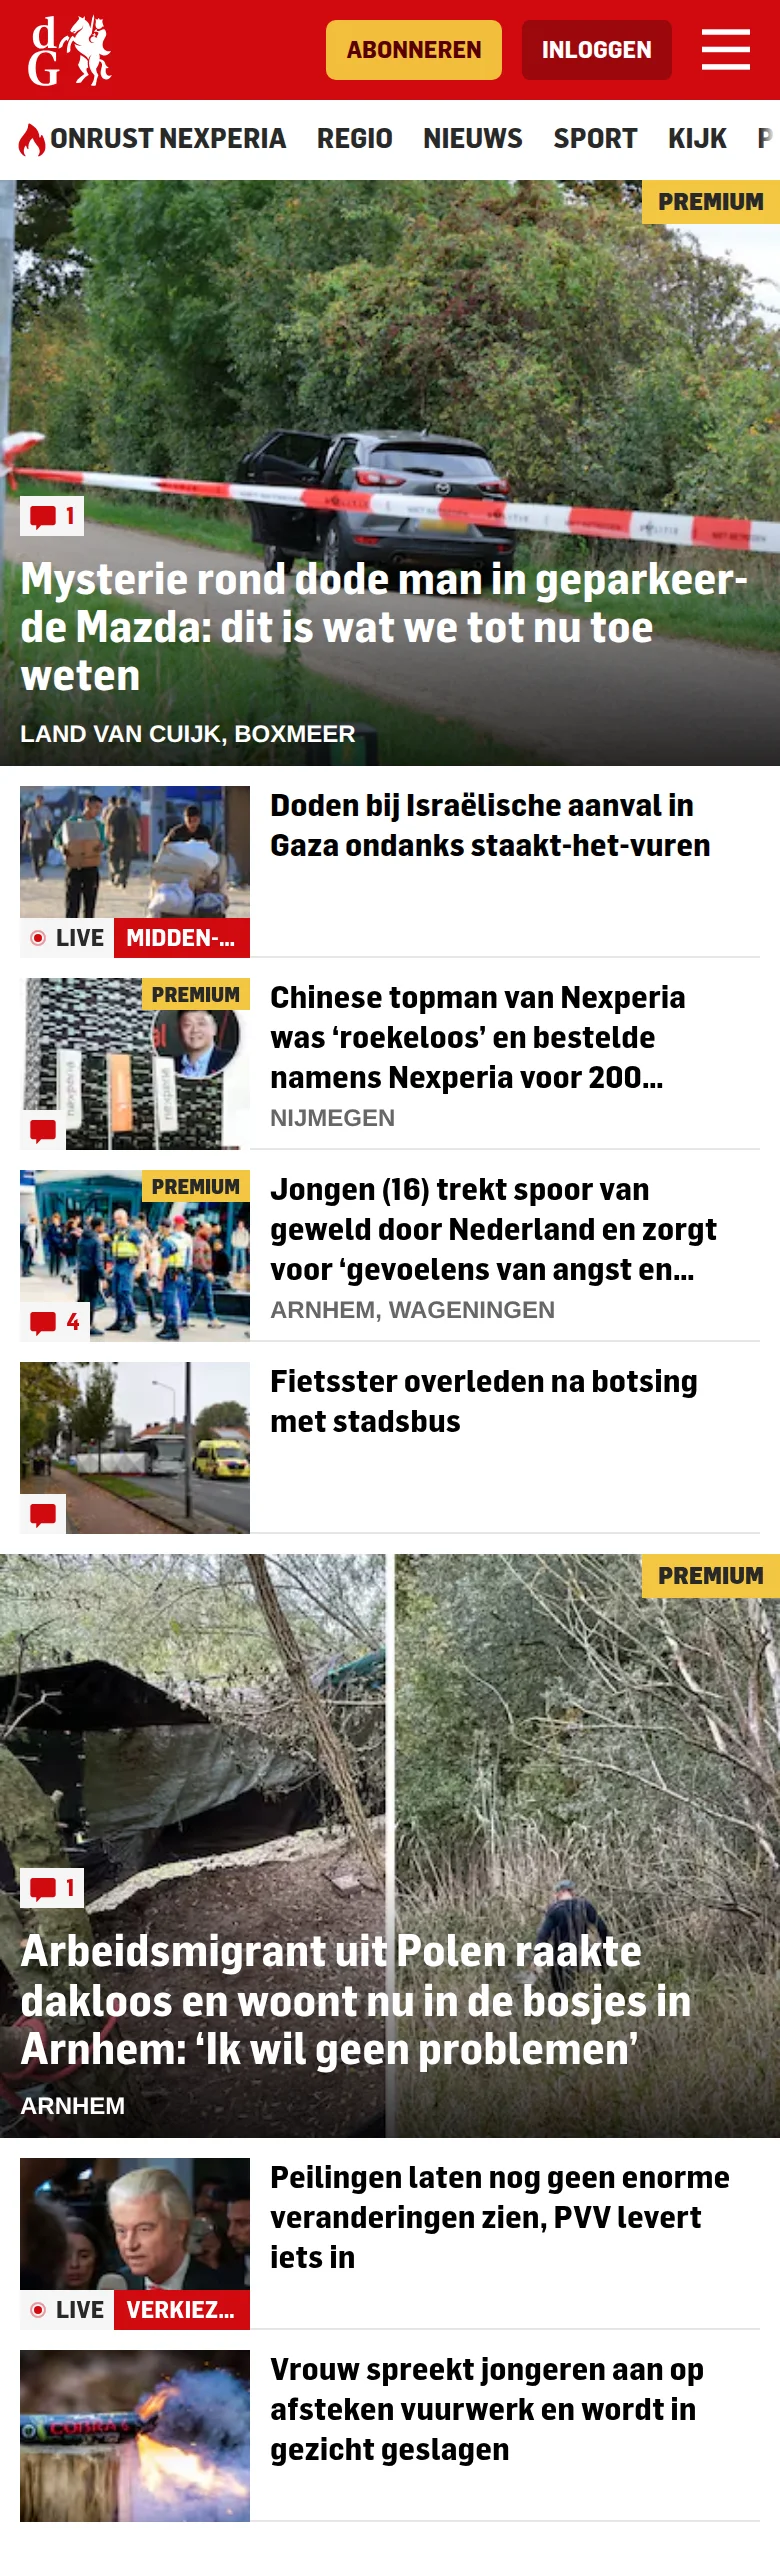 dG
ABONNEREN
INLOGGEN
ONRUST NEXPERIA
REGIO
NIEUWS
SPORT
KIJK
P
PREMIUM
1
Mysterie rond dode man in geparkeer-
de Mazda: dit is wat we tot nu toe
weten
LAND VAN CUIJK, BOXMEER
Doden bij Israëlische aanval in
Gaza ondanks staakt-het-vuren
LIVE
MIDDEN-...
PREMIUM
nexperia
nexperia
Chinese topman van Nexperia
was ‘roekeloos’ en bestelde
namens Nexperia voor 200...
NIJMEGEN
PREMIUM
4
Jongen (16) trekt spoor van
geweld door Nederland en zorgt
voor ‘gevoelens van angst en...
ARNHEM, WAGENINGEN
Fietsster overleden na botsing
met stadsbus
PREMIUM
1
Arbeidsmigrant uit Polen raakte
dakloos en woont nu in de bosjes in
Arnhem: ‘Ik wil geen problemen’
ARNHEM
Peilingen laten nog geen enorme
veranderingen zien, PVV levert
iets in
LIVE
VERKIEZ...
COBRA 6
Vrouw spreekt jongeren aan op
afsteken vuurwerk en wordt in
gezicht geslagen